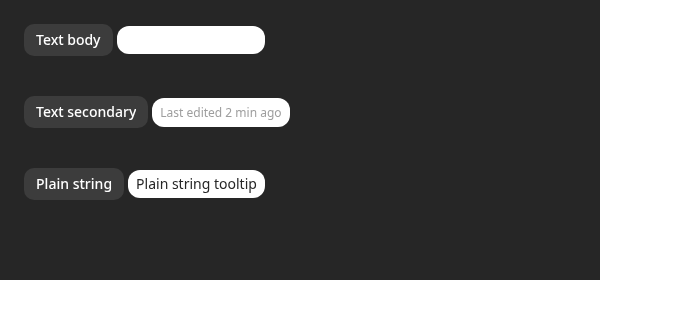 Text body
Text secondary Last edited 2 min ago
Plain string Plain string tooltip